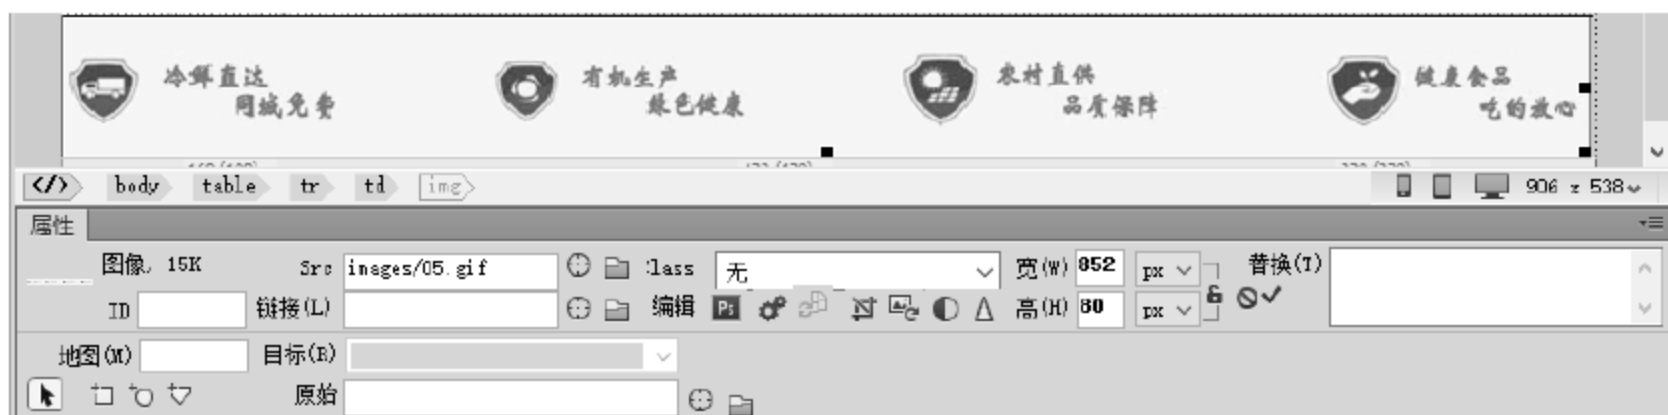 冷鲜直达 有机生产 农村直供 健康食品
同城免费 绿色健康 品质保障 吃的放心
</> body table tr td img 906 x 538
属性
图像, 15K Src images/05.gif Class 无 宽(W) 852 px 替换(T)
ID 链接(L) 编辑 Ps 高(H) 80 px
地图(M) 目标(R)
原始